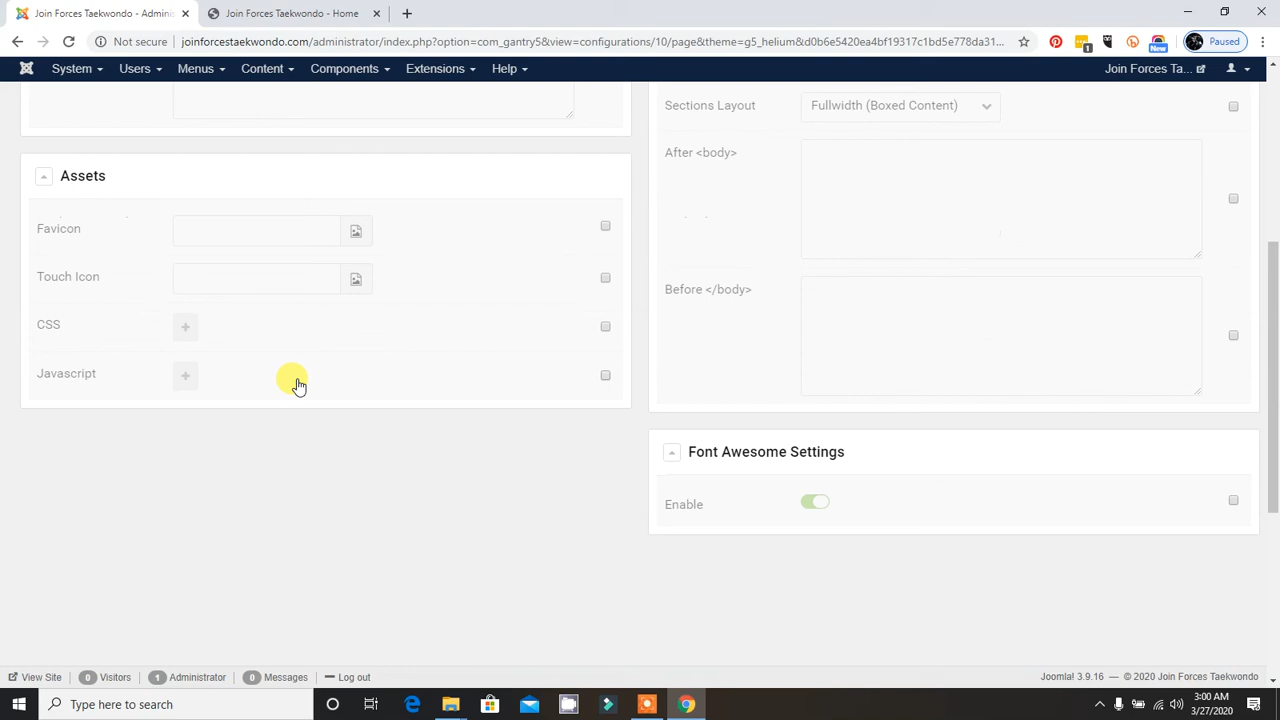 Join Forces Taekwondo - Adminis
Join Forces Taekwondo - Home
Not secure
joinforcestaekwondo.com/administrator/index.php?option=com_gantry5&view=configurations/10/page&theme=g5_helium&d0b6e5420ea4bf19317c1bd5e778da31...
1
New
Paused
System
Users
Menus
Content
Components
Extensions
Help
Join Forces Ta...
Sections Layout
Fullwidth (Boxed Content)
After <body>
Assets
Favicon
Touch Icon
CSS
+
Javascript
+
Before </body>
Font Awesome Settings
Enable
View Site
0 Visitors
1 Administrator
0 Messages
Log out
Joomla! 3.9.16 — © 2020 Join Forces Taekwondo
Type here to search
3:00 AM
3/27/2020